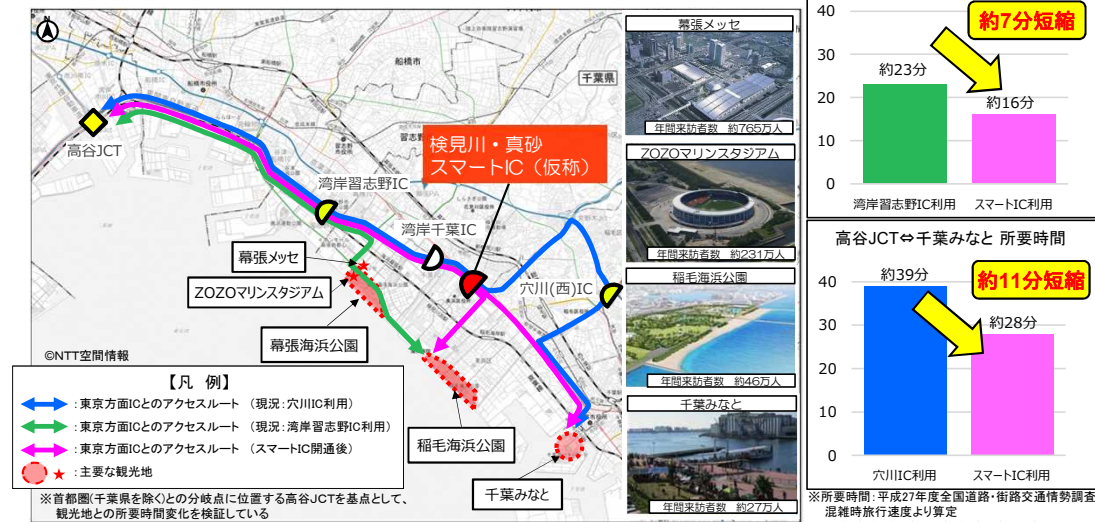 船橋市
千葉県
高谷JCT
検見川・真砂
スマートIC（仮称）
湾岸習志野IC
湾岸千葉IC
幕張メッセ
ZOZOマリンスタジアム
穴川(西)IC
幕張海浜公園
©NTT空間情報
稲毛海浜公園
千葉みなと
【凡 例】
：東京方面ICとのアクセスルート （現況：穴川IC利用）
：東京方面ICとのアクセスルート （現況：湾岸習志野IC利用）
：東京方面ICとのアクセスルート （スマートIC開通後）
：主要な観光地
※首都圏(千葉県を除く)との分岐点に位置する高谷JCTを基点として、
観光地との所要時間変化を検証している
幕張メッセ
年間来訪者数 約765万人
ZOZOマリンスタジアム
年間来訪者数 約231万人
稲毛海浜公園
年間来訪者数 約46万人
千葉みなと
年間来訪者数 約27万人
約7分短縮
40
30
20
10
0
約23分
約16分
湾岸習志野IC利用
スマートIC利用
高谷JCT⇔千葉みなと 所要時間
約11分短縮
約39分
約28分
40
30
20
10
0
穴川IC利用
スマートIC利用
※所要時間：平成27年度全国道路・街路交通情勢調査
混雑時旅行速度より算定